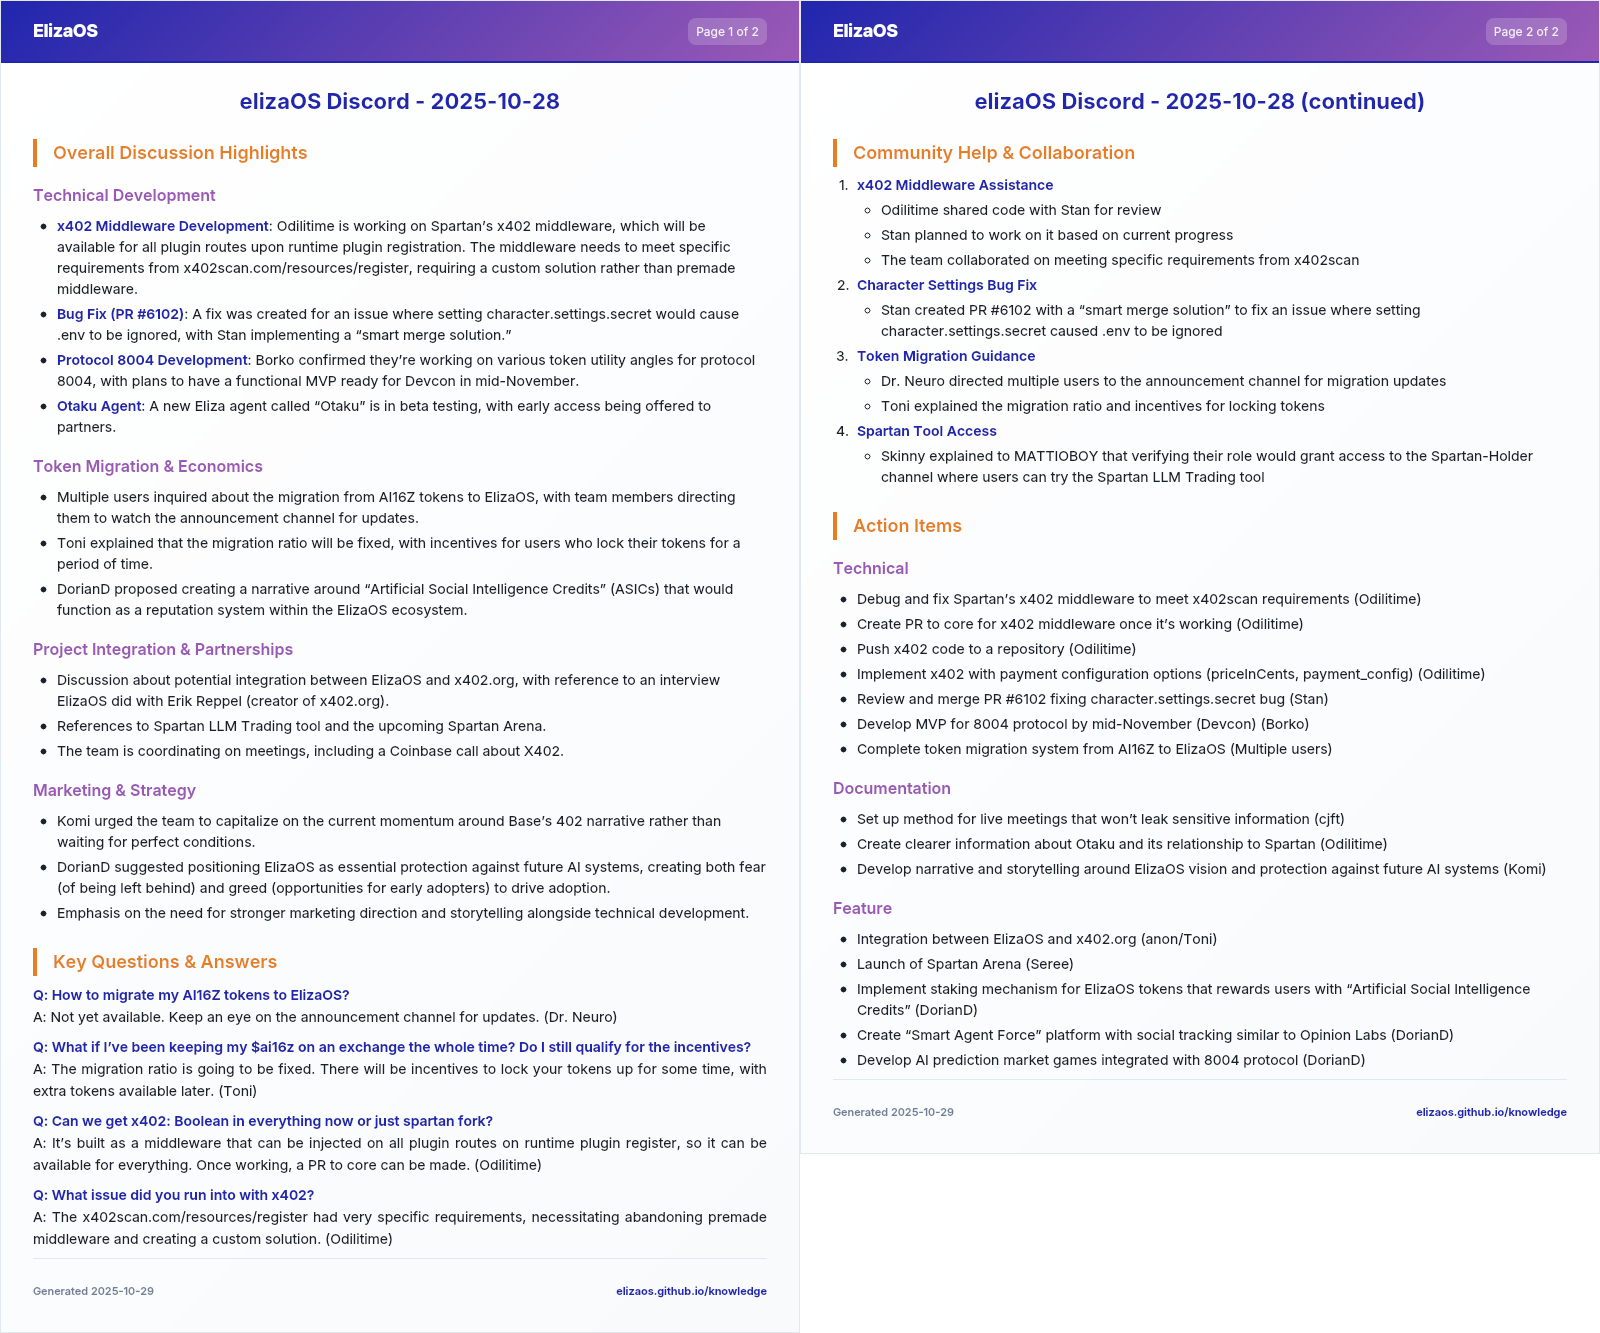 ElizaOS
Page 1 of 2
elizaOS Discord - 2025-10-28
Overall Discussion Highlights
Technical Development
• x402 Middleware Development: Odilitime is working on Spartan’s x402 middleware, which will be
available for all plugin routes upon runtime plugin registration. The middleware needs to meet specific
requirements from x402scan.com/resources/register, requiring a custom solution rather than premade
middleware.
• Bug Fix (PR #6102): A fix was created for an issue where setting character.settings.secret would cause
.env to be ignored, with Stan implementing a “smart merge solution.”
• Protocol 8004 Development: Borko confirmed they’re working on various token utility angles for protocol
8004, with plans to have a functional MVP ready for Devcon in mid-November.
• Otaku Agent: A new Eliza agent called “Otaku” is in beta testing, with early access being offered to
partners.
Token Migration & Economics
• Multiple users inquired about the migration from AI16Z tokens to ElizaOS, with team members directing
them to watch the announcement channel for updates.
• Toni explained that the migration ratio will be fixed, with incentives for users who lock their tokens for a
period of time.
• DorianD proposed creating a narrative around “Artificial Social Intelligence Credits” (ASICs) that would
function as a reputation system within the ElizaOS ecosystem.
Project Integration & Partnerships
• Discussion about potential integration between ElizaOS and x402.org, with reference to an interview
ElizaOS did with Erik Reppel (creator of x402.org).
• References to Spartan LLM Trading tool and the upcoming Spartan Arena.
• The team is coordinating on meetings, including a Coinbase call about X402.
Marketing & Strategy
• Komi urged the team to capitalize on the current momentum around Base’s 402 narrative rather than
waiting for perfect conditions.
• DorianD suggested positioning ElizaOS as essential protection against future AI systems, creating both fear
(of being left behind) and greed (opportunities for early adopters) to drive adoption.
• Emphasis on the need for stronger marketing direction and storytelling alongside technical development.
Key Questions & Answers
Q: How to migrate my AI16Z tokens to ElizaOS?
A: Not yet available. Keep an eye on the announcement channel for updates. (Dr. Neuro)
Q: What if I’ve been keeping my $ai16z on an exchange the whole time? Do I still qualify for the incentives?
A: The migration ratio is going to be fixed. There will be incentives to lock your tokens up for some time, with
extra tokens available later. (Toni)
Q: Can we get x402: Boolean in everything now or just spartan fork?
A: It’s built as a middleware that can be injected on all plugin routes on runtime plugin register, so it can be
available for everything. Once working, a PR to core can be made. (Odilitime)
Q: What issue did you run into with x402?
A: The x402scan.com/resources/register had very specific requirements, necessitating abandoning premade
middleware and creating a custom solution. (Odilitime)
Generated 2025-10-29
elizaos.github.io/knowledge
ElizaOS
Page 2 of 2
elizaOS Discord - 2025-10-28 (continued)
Community Help & Collaboration
1. x402 Middleware Assistance
◦ Odilitime shared code with Stan for review
◦ Stan planned to work on it based on current progress
◦ The team collaborated on meeting specific requirements from x402scan
2. Character Settings Bug Fix
◦ Stan created PR #6102 with a “smart merge solution” to fix an issue where setting
character.settings.secret caused .env to be ignored
3. Token Migration Guidance
◦ Dr. Neuro directed multiple users to the announcement channel for migration updates
◦ Toni explained the migration ratio and incentives for locking tokens
4. Spartan Tool Access
◦ Skinny explained to MATTIOBOY that verifying their role would grant access to the Spartan-Holder
channel where users can try the Spartan LLM Trading tool
Action Items
Technical
• Debug and fix Spartan’s x402 middleware to meet x402scan requirements (Odilitime)
• Create PR to core for x402 middleware once it’s working (Odilitime)
• Push x402 code to a repository (Odilitime)
• Implement x402 with payment configuration options (priceInCents, payment_config) (Odilitime)
• Review and merge PR #6102 fixing character.settings.secret bug (Stan)
• Develop MVP for 8004 protocol by mid-November (Devcon) (Borko)
• Complete token migration system from AI16Z to ElizaOS (Multiple users)
Documentation
• Set up method for live meetings that won’t leak sensitive information (cjft)
• Create clearer information about Otaku and its relationship to Spartan (Odilitime)
• Develop narrative and storytelling around ElizaOS vision and protection against future AI systems (Komi)
Feature
• Integration between ElizaOS and x402.org (anon/Toni)
• Launch of Spartan Arena (Seree)
• Implement staking mechanism for ElizaOS tokens that rewards users with “Artificial Social Intelligence
Credits” (DorianD)
• Create “Smart Agent Force” platform with social tracking similar to Opinion Labs (DorianD)
• Develop AI prediction market games integrated with 8004 protocol (DorianD)
Generated 2025-10-29
elizaos.github.io/knowledge